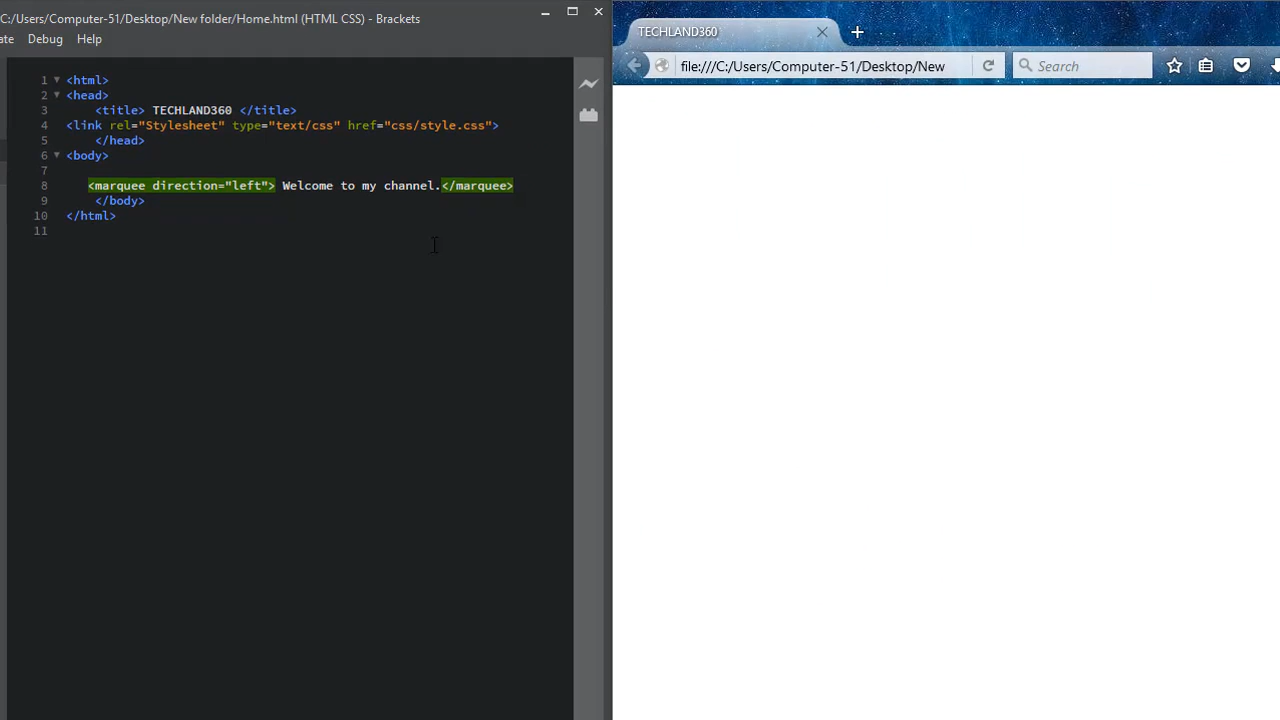 C:/Users/Computer-51/Desktop/New folder/Home.html (HTML CSS) - Brackets
ate Debug Help
1 <html>
2 <head>
3 <title> TECHLAND360 </title>
4 <link rel="Stylesheet" type="text/css" href="css/style.css">
5 </head>
6 <body>
7
8 <marquee direction="left"> Welcome to my channel.</marquee>
9 </body>
10 </html>
11
TECHLAND360
file:///C:/Users/Computer-51/Desktop/New
Search